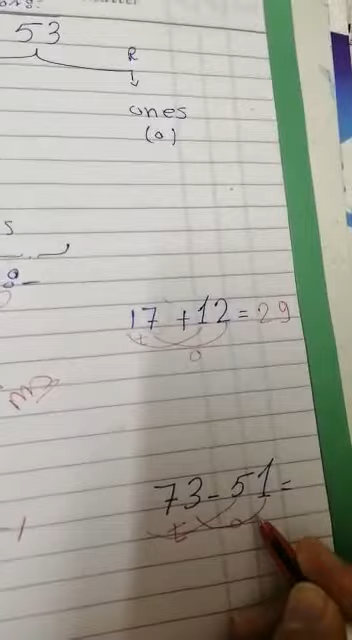 53
R
ones
(o)
s
17 + 12 = 29
t
o
73 - 51 =
t
o